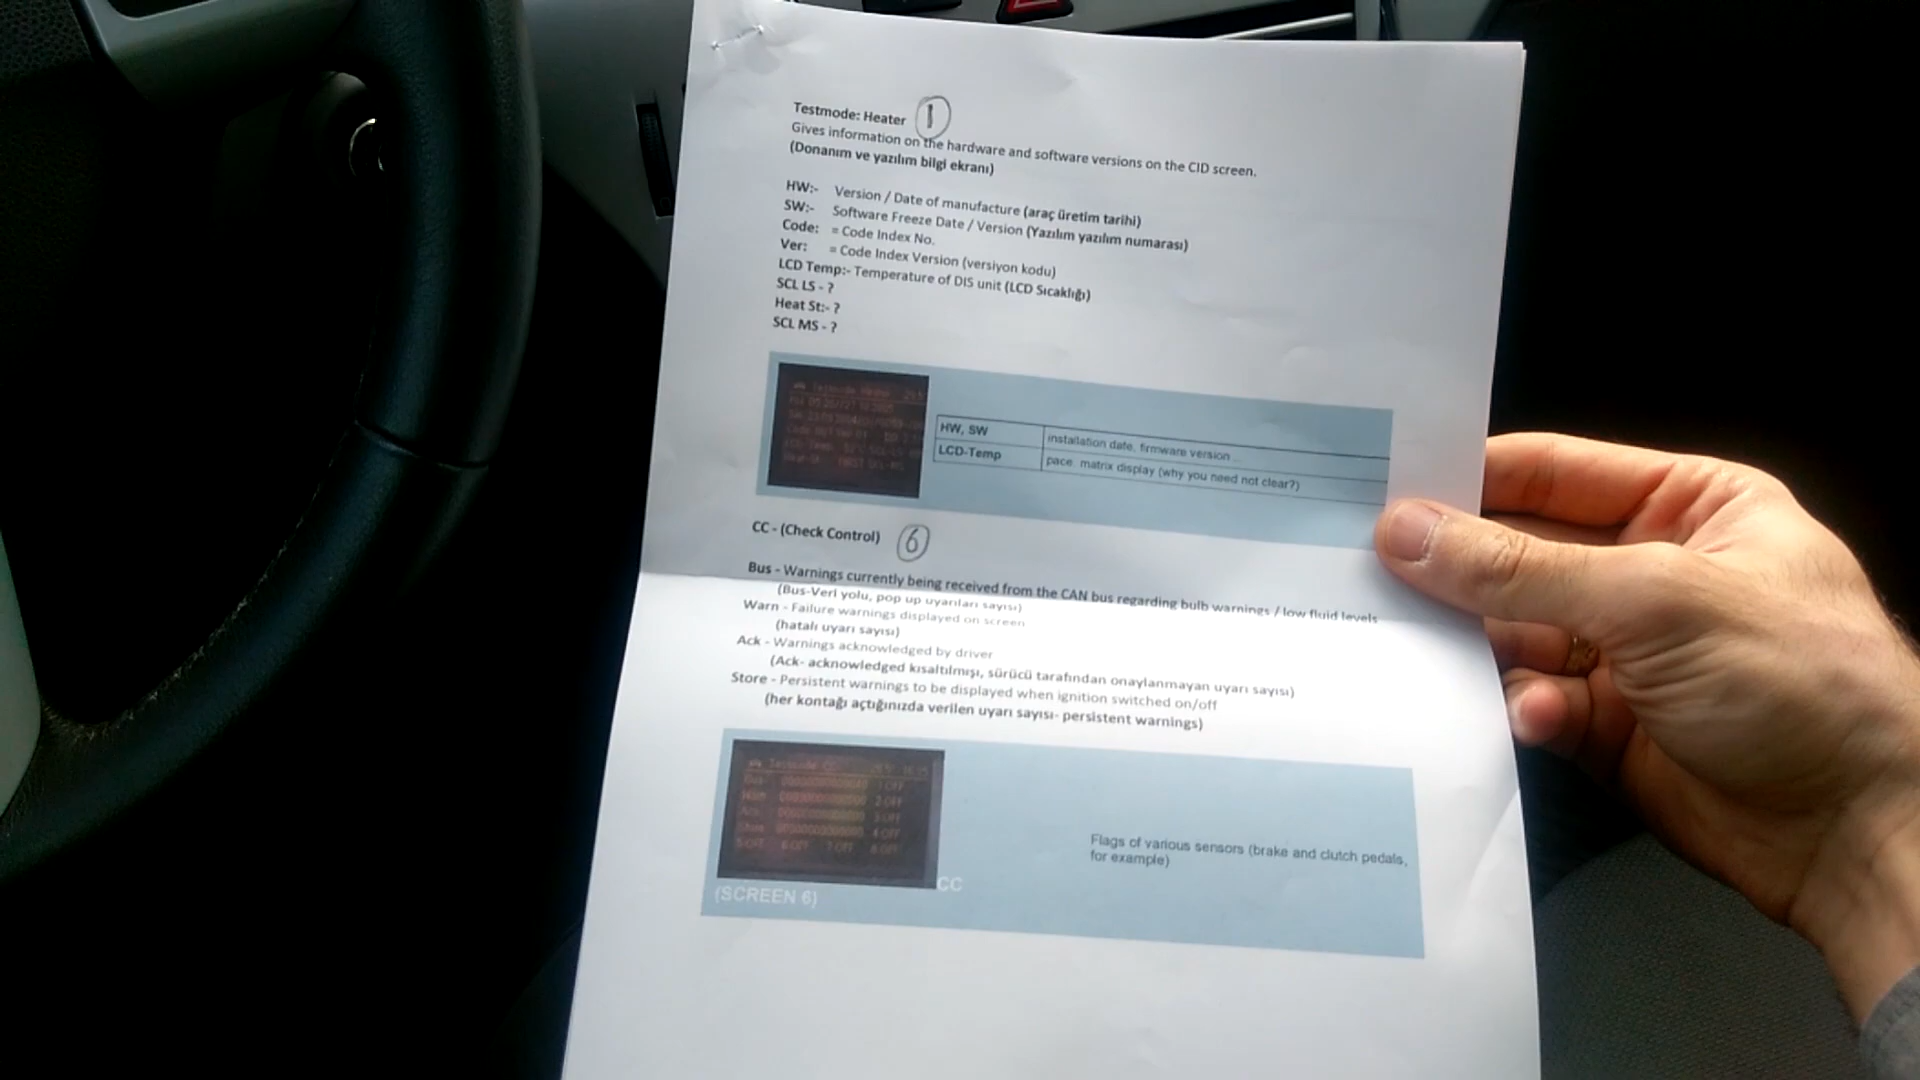 Testmode: Heater 1
Gives information on the hardware and software versions on the CID screen.
(Donanım ve yazılım bilgi ekranı)
HW:- Version / Date of manufacture (araç üretim tarihi)
SW:- Software Freeze Date / Version (Yazılım yazılım numarası)
Code: = Code Index No.
Ver: = Code Index Version (versiyon kodu)
LCD Temp:- Temperature of DIS unit (LCD Sıcaklığı)
SCL LS - ?
Heat St:- ?
SCL MS - ?
Testmode Heater
HW, SW installation date, firmware version
LCD-Temp pace matrix display (why you need not clear?)
CC - (Check Control) 6
Bus - Warnings currently being received from the CAN bus regarding bulb warnings / low fluid levels
(Bus-Veri yolu, pop up uyarıları sayısı)
Warn - Failure warnings displayed on screen
(hatalı uyarı sayısı)
Ack - Warnings acknowledged by driver
(Ack- acknowledged kısaltılmışı, sürücü tarafından onaylanmayan uyarı sayısı)
Store - Persistent warnings to be displayed when ignition switched on/off
(her kontağı açtığınızda verilen uyarı sayısı- persistent warnings)
Testmode CC
Flags of various sensors (brake and clutch pedals,
for example)
CC
(SCREEN 6)